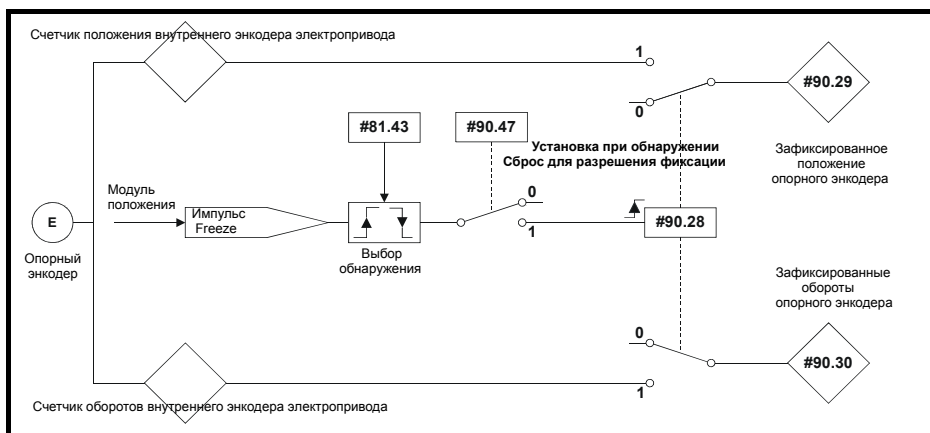 Счетчик положения внутреннего энкодера электропривода
1
#90.29
0
#81.43
#90.47
Установка при обнаружении
Сброс для разрешения фиксации
Зафиксированное
положение
опорного энкодера
Модуль
положения
0
E
Импульс
Freeze
1
#90.28
Опорный
энкодер
Выбор
обнаружения
Зафиксированные
обороты
опорного энкодера
0
#90.30
1
Счетчик оборотов внутреннего энкодера электропривода